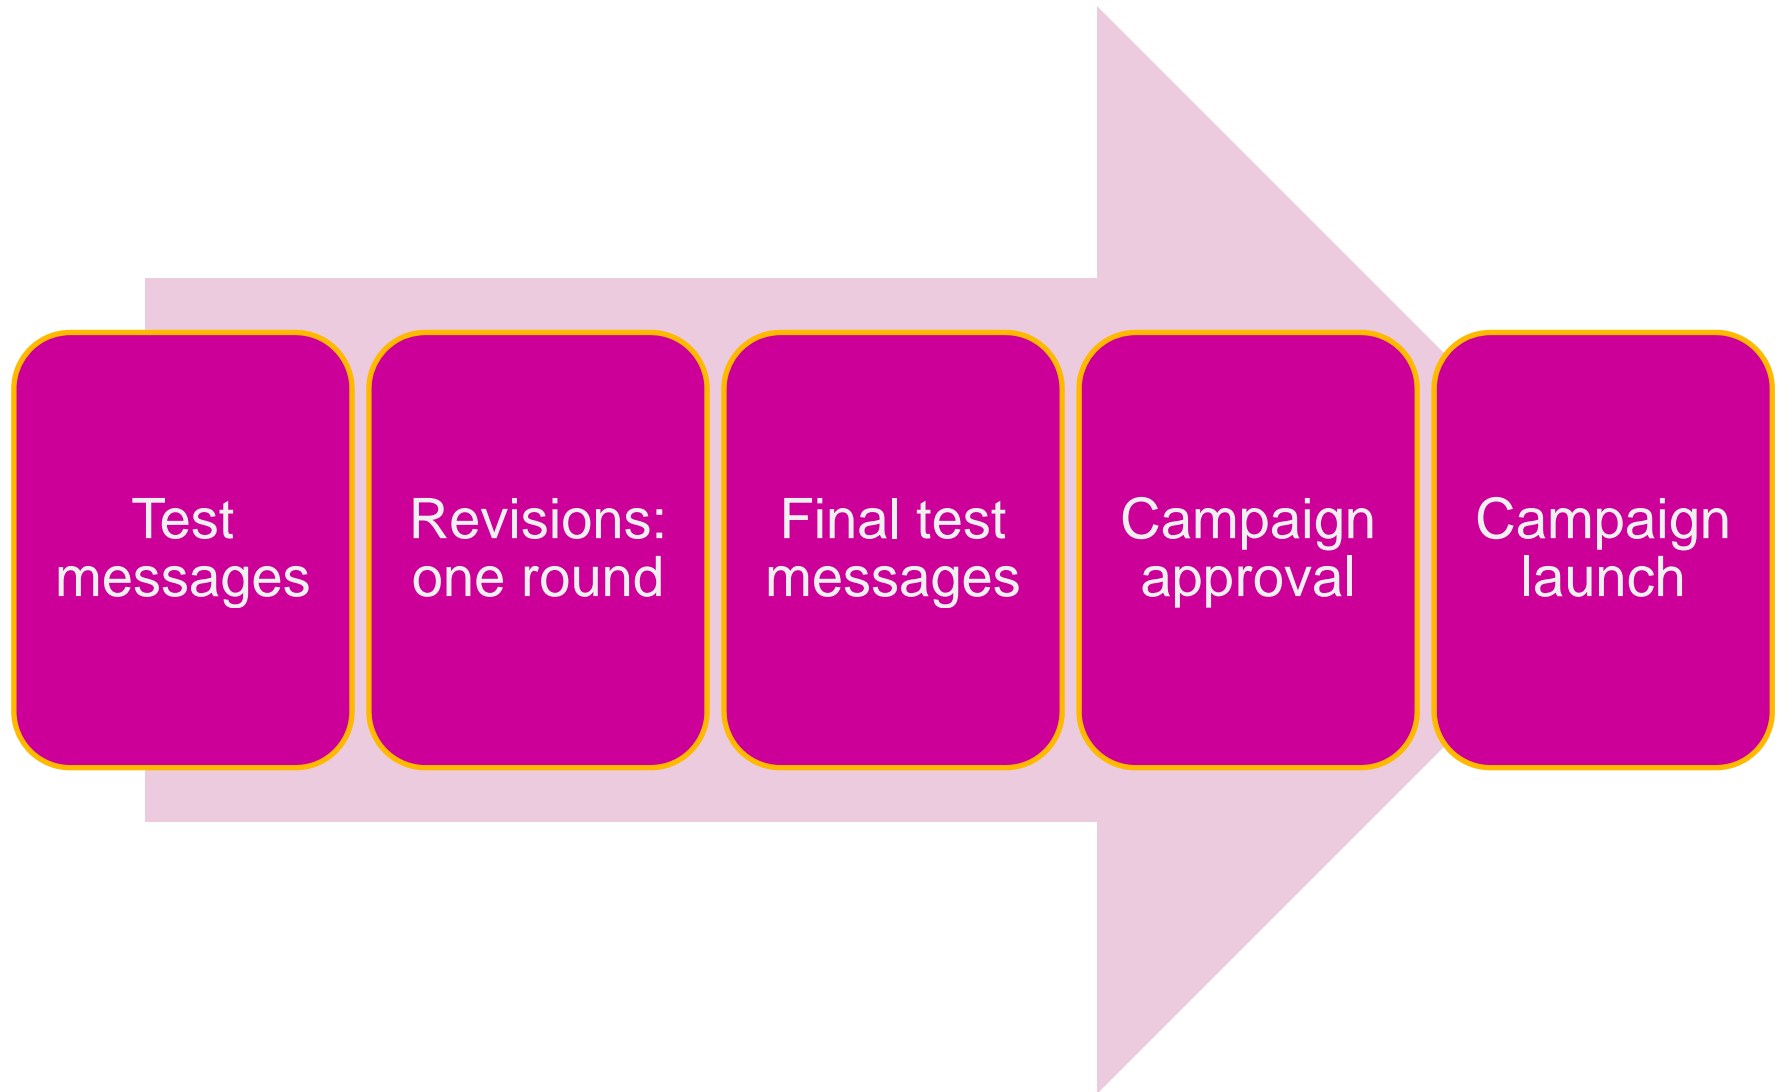 Test
messages
Revisions:
one round
Final test
messages
Campaign
approval
Campaign
launch